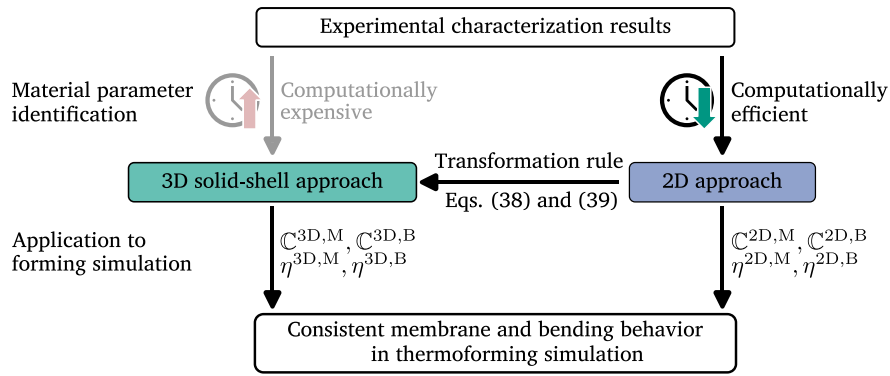 Experimental characterization results
Material parameter
identification
Computationally
expensive
Computationally
efficient
3D solid-shell approach
Transformation rule
Eqs. (38) and (39)
2D approach
Application to
forming simulation
ℂ^{3D,M}, ℂ^{3D,B}
η^{3D,M}, η^{3D,B}
ℂ^{2D,M}, ℂ^{2D,B}
η^{2D,M}, η^{2D,B}
Consistent membrane and bending behavior
in thermoforming simulation